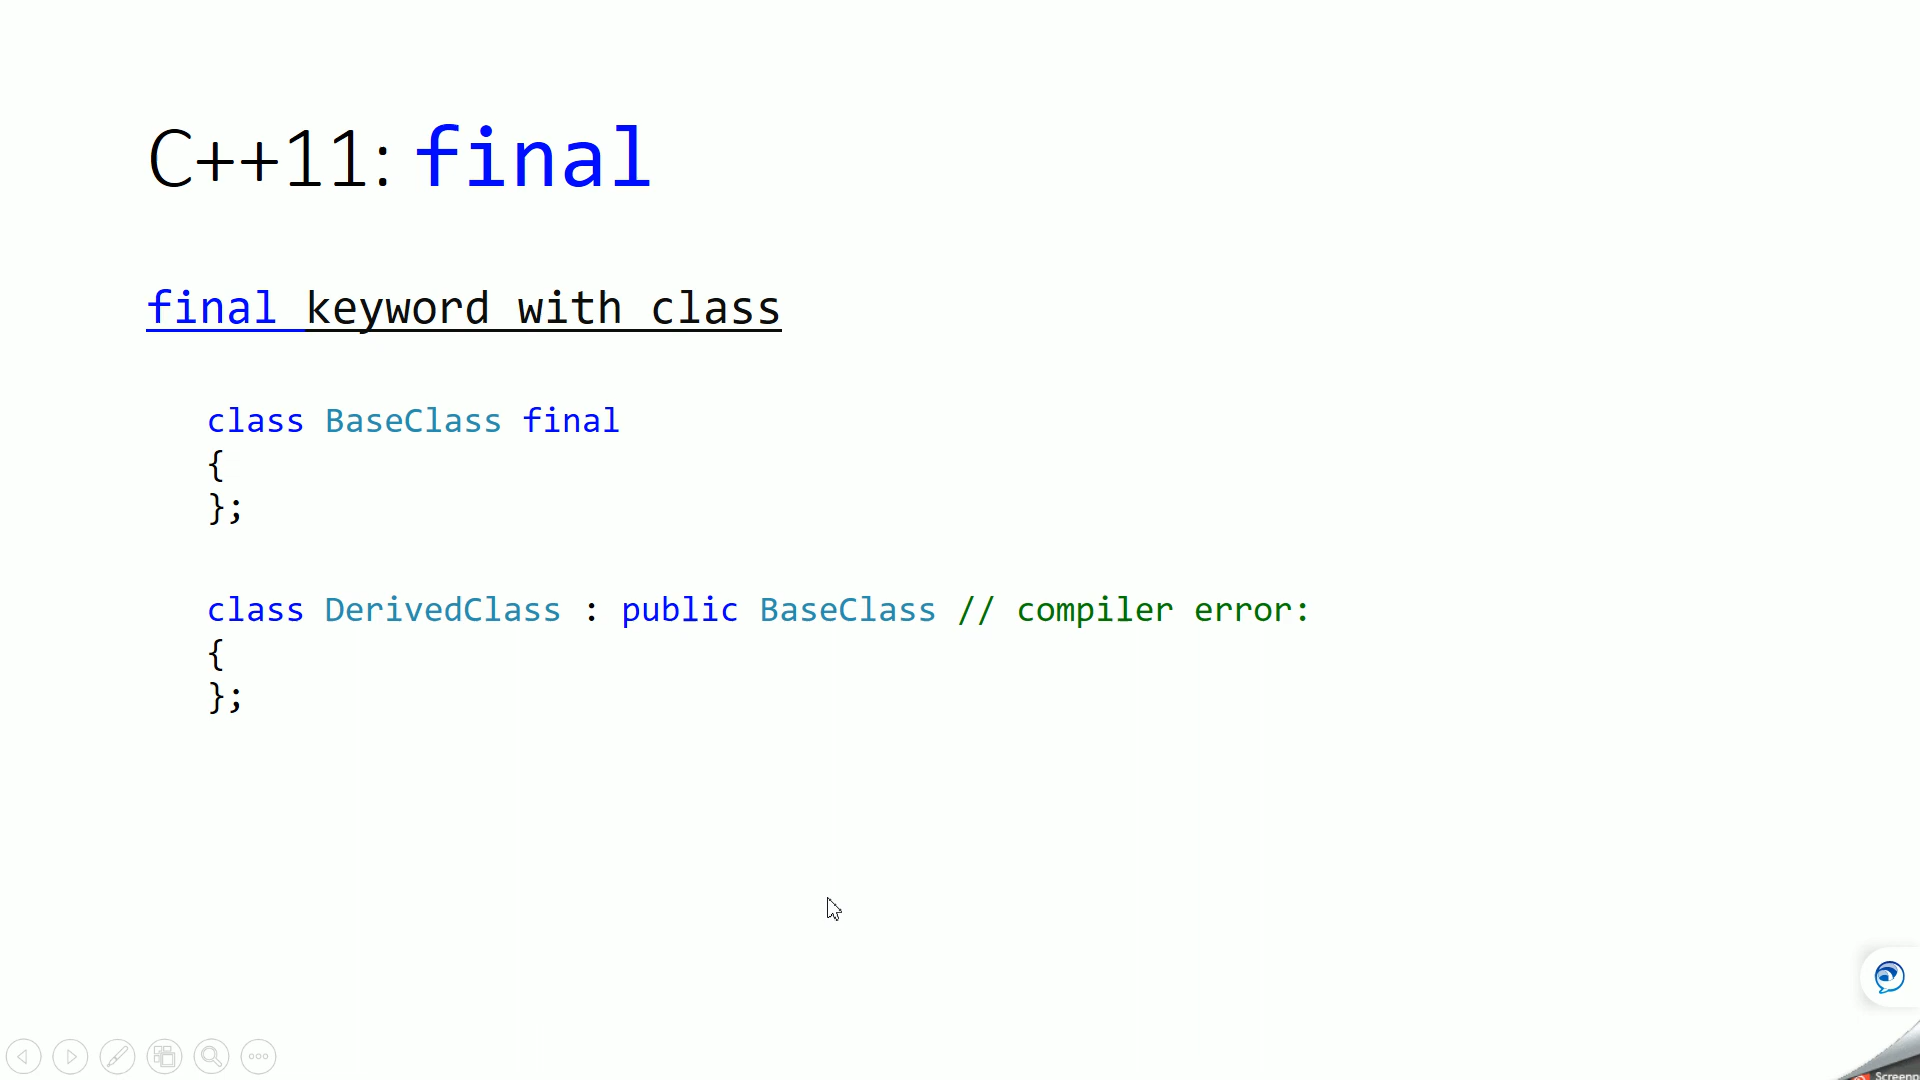 C++11: final
final keyword with class
class BaseClass final
{
};
class DerivedClass : public BaseClass // compiler error:
{
};